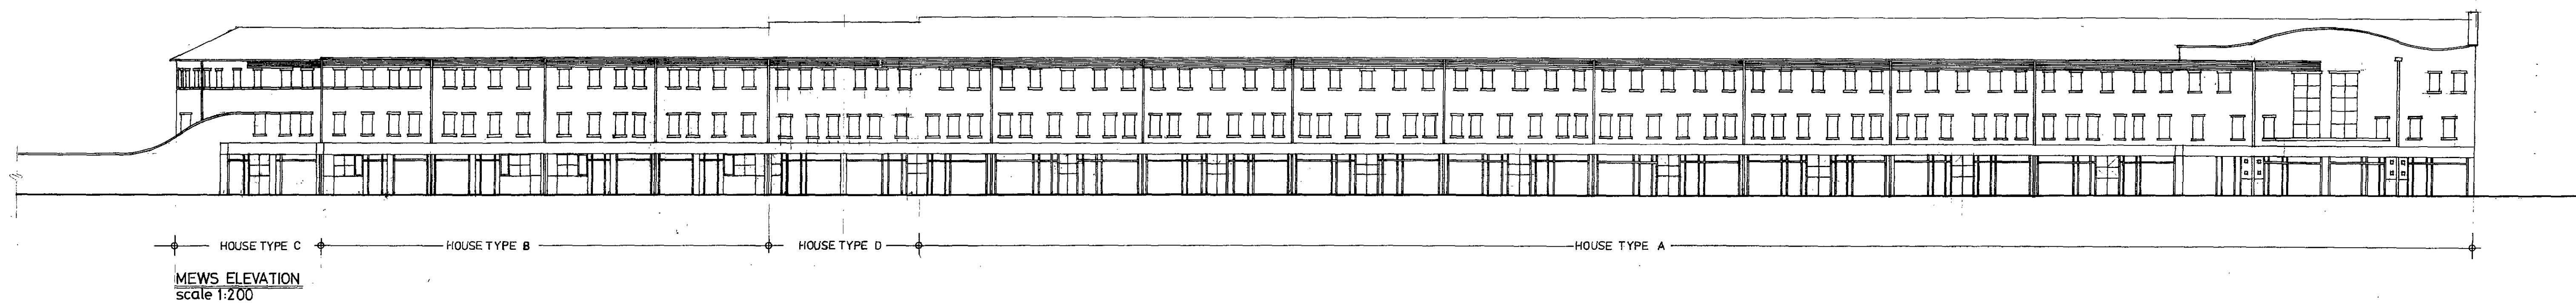 HOUSE TYPE C HOUSE TYPE B HOUSE TYPE D HOUSE TYPE A
MEWS ELEVATION
scale 1:200